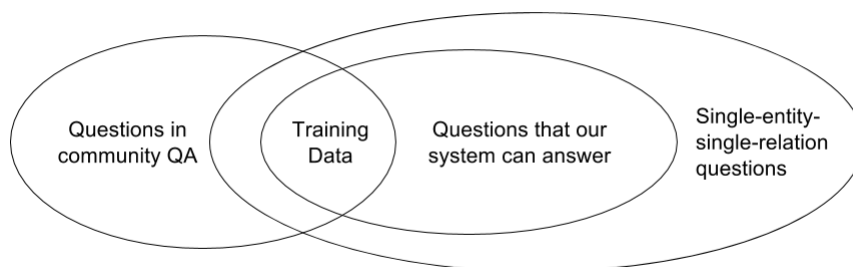 Questions in
community QA
Training
Data
Questions that our
system can answer
Single-entity-
single-relation
questions